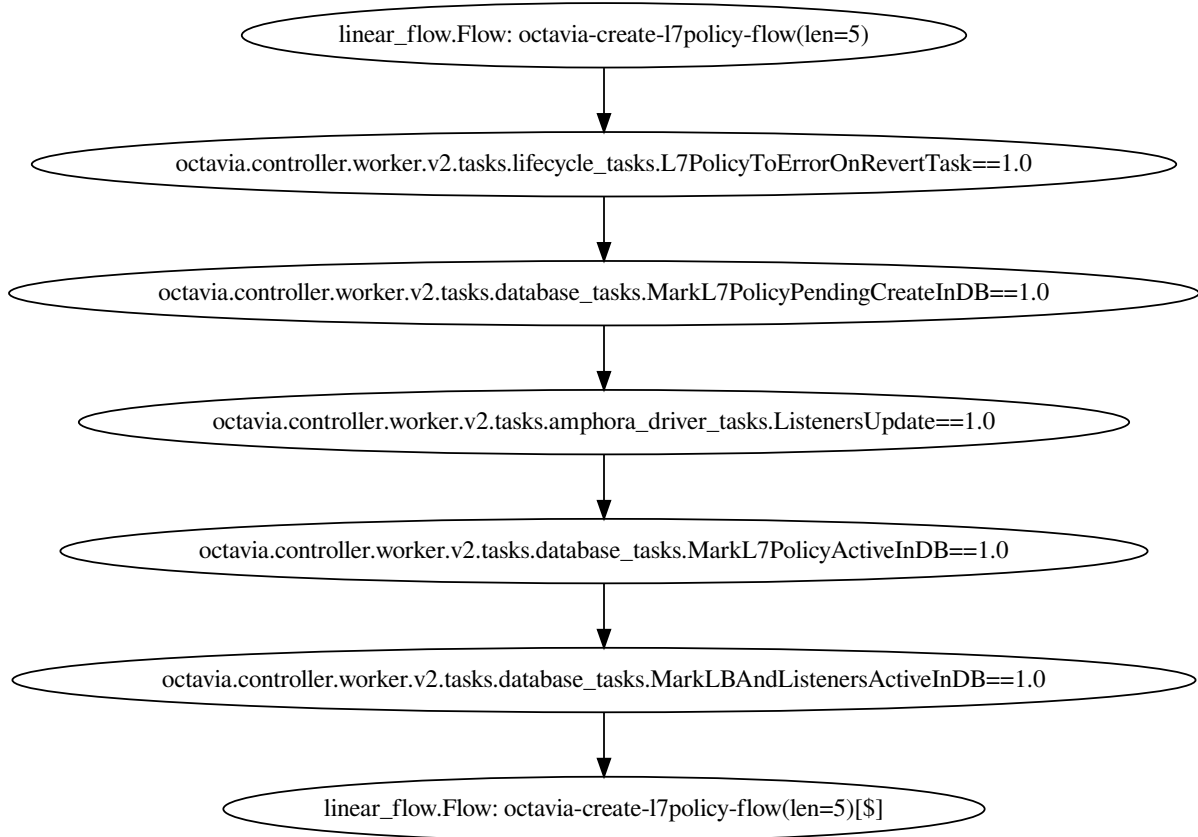 linear_flow.Flow: octavia-create-l7policy-flow(len=5)
octavia.controller.worker.v2.tasks.lifecycle_tasks.L7PolicyToErrorOnRevertTask==1.0
octavia.controller.worker.v2.tasks.database_tasks.MarkL7PolicyPendingCreateInDB==1.0
octavia.controller.worker.v2.tasks.amphora_driver_tasks.ListenersUpdate==1.0
octavia.controller.worker.v2.tasks.database_tasks.MarkL7PolicyActiveInDB==1.0
octavia.controller.worker.v2.tasks.database_tasks.MarkLBAndListenersActiveInDB==1.0
linear_flow.Flow: octavia-create-l7policy-flow(len=5)[$]